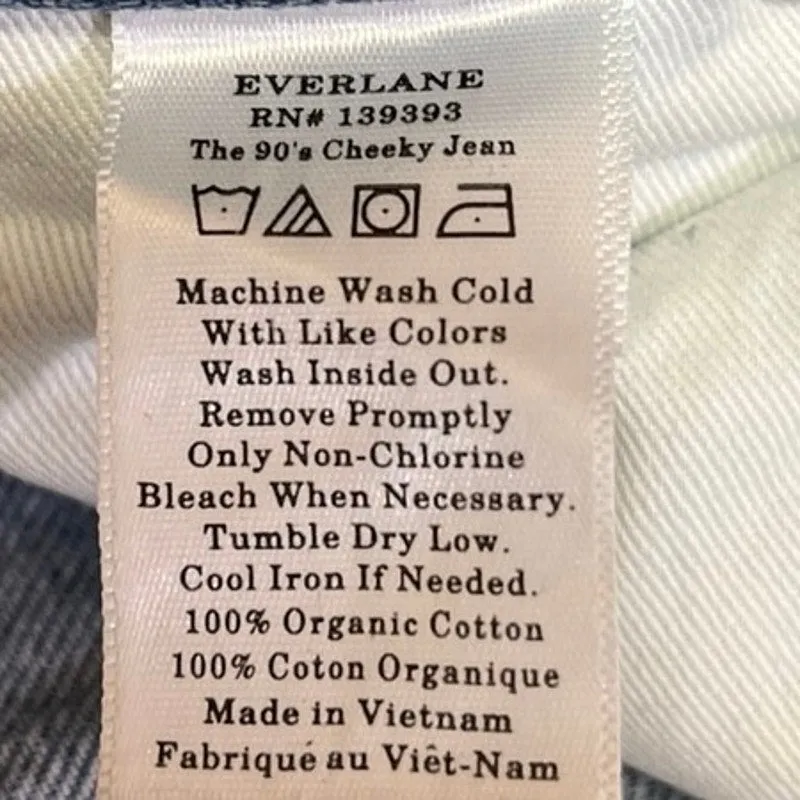 EVERLANE
RN# 139393
The 90's Cheeky Jean
Machine Wash Cold
With Like Colors
Wash Inside Out.
Remove Promptly
Only Non-Chlorine
Bleach When Necessary.
Tumble Dry Low.
Cool Iron If Needed.
100% Organic Cotton
100% Coton Organique
Made in Vietnam
Fabriqué au Viêt-Nam